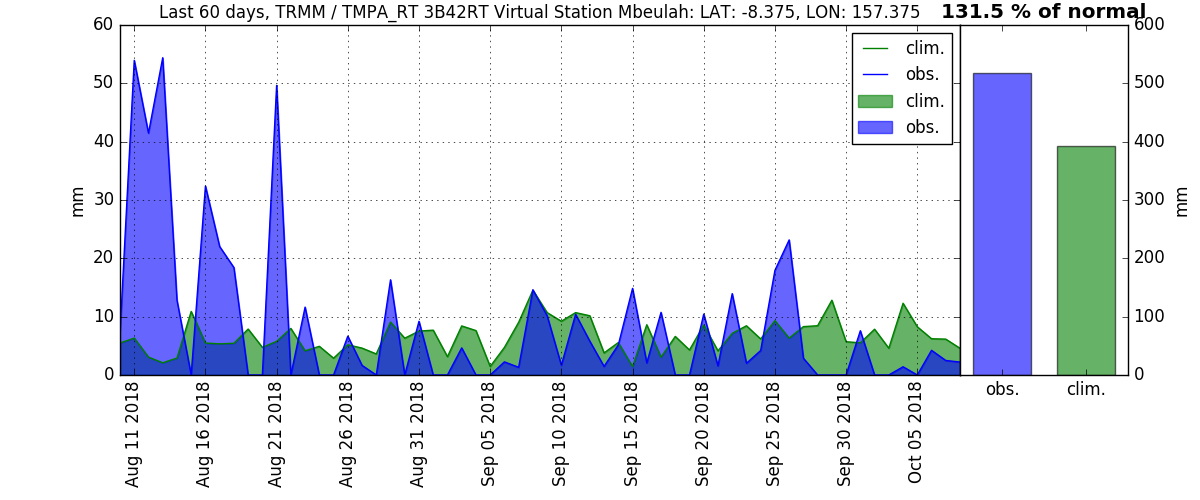 Last 60 days, TRMM / TMPA_RT 3B42RT Virtual Station Mbeulah: LAT: -8.375, LON: 157.375
131.5 % of normal
60
50
40
30
20
10
0
mm
clim.
obs.
clim.
obs.
Aug 11 2018
Aug 16 2018
Aug 21 2018
Aug 26 2018
Aug 31 2018
Sep 05 2018
Sep 10 2018
Sep 15 2018
Sep 20 2018
Sep 25 2018
Sep 30 2018
Oct 05 2018
600
500
400
300
200
100
0
mm
obs.
clim.